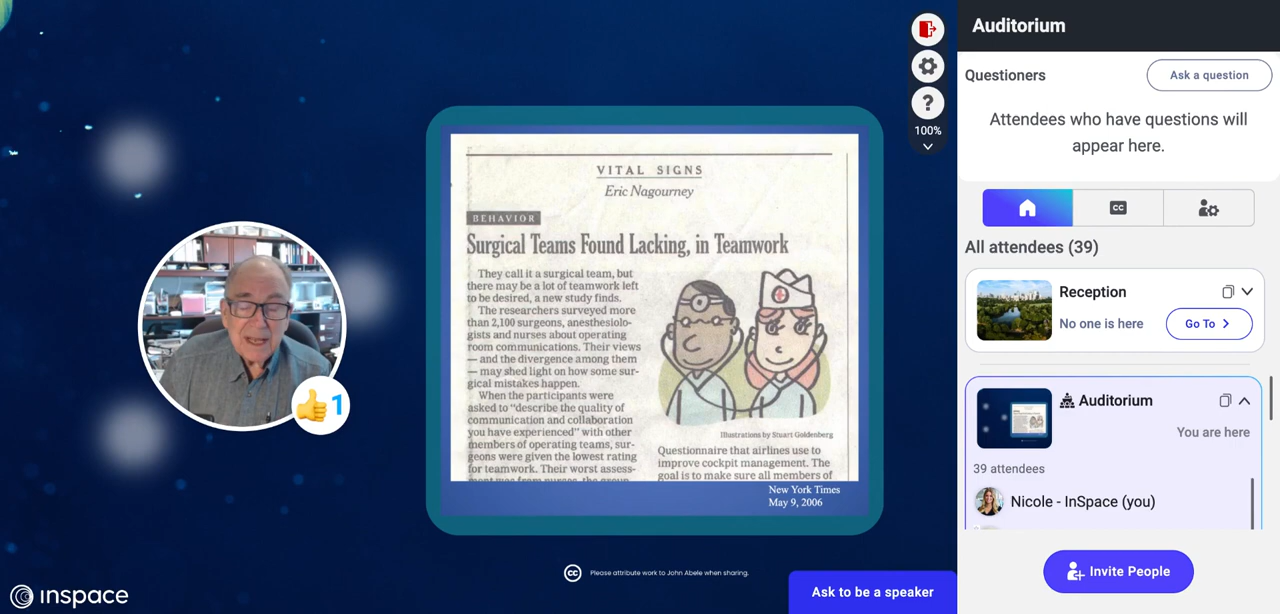 100%
VITAL SIGNS
Eric Nagourney
BEHAVIOR
Surgical Teams Found Lacking, in Teamwork
They call it a surgical team, but
there may be a lot of teamwork left
to be desired, a new study finds.
The researchers surveyed more
than 2,100 surgeons, anesthesiolo-
gists and nurses about operating
room communications. Their views
— and the divergence among them
— may shed light on how some sur-
gical mistakes happen.
When the participants were
asked to “describe the quality of
communication and collaboration
you have experienced” with other
members of operating teams, sur-
geons were given the lowest rating
for teamwork. Their worst assess-
ment was from nurses, the group
Illustrations by Stuart Goldenberg
Questionnaire that airlines use to
improve cockpit management. The
goal is to make sure all members of
New York Times
May 9, 2006
1
CC Please attribute work to John Abele when sharing.
Ask to be a speaker
inspace
Auditorium
Questioners
Ask a question
Attendees who have questions will
appear here.
CC
All attendees (39)
Reception
No one is here
Go To
Auditorium
You are here
39 attendees
Nicole - InSpace (you)
Invite People